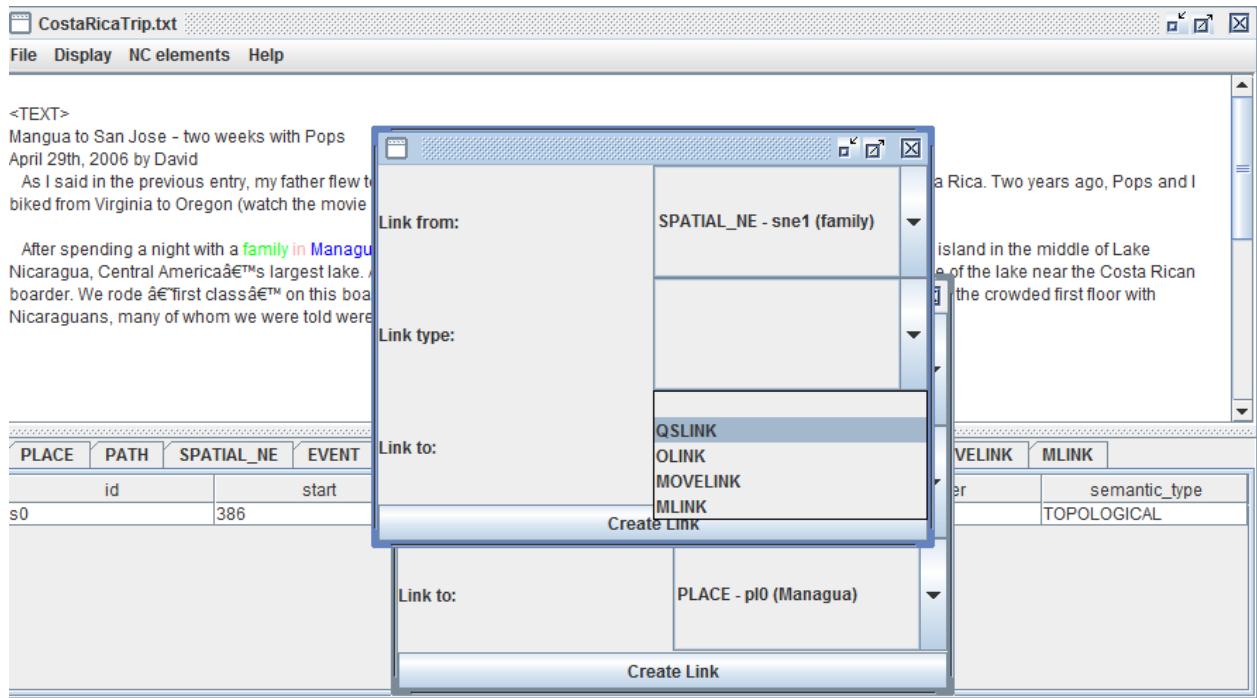 CostaRicaTrip.txt
File Display NC elements Help
<TEXT>
Mangua to San Jose - two weeks with Pops
April 29th, 2006 by David
As I said in the previous entry, my father flew a Rica. Two years ago, Pops and I
biked from Virginia to Oregon (watch the movie
After spending a night with a family in island in the middle of Lake
Nicaragua, Central Americaâ€™s largest lake. of the lake near the Costa Rican
boarder. We rode â€˜first classâ€™ on this the crowded first floor with
Nicaraguans, many of whom we were told were
Link from:
SPATIAL_NE - sne1 (family)
Link type:
QSLINK
OLINK
MOVELINK
MLINK
Link to:
Create Link
PLACE PATH SPATIAL_NE EVENT MLINK
id start semantic_type
s0 386 TOPOLOGICAL
Link to:
PLACE - pl0 (Managua)
Create Link